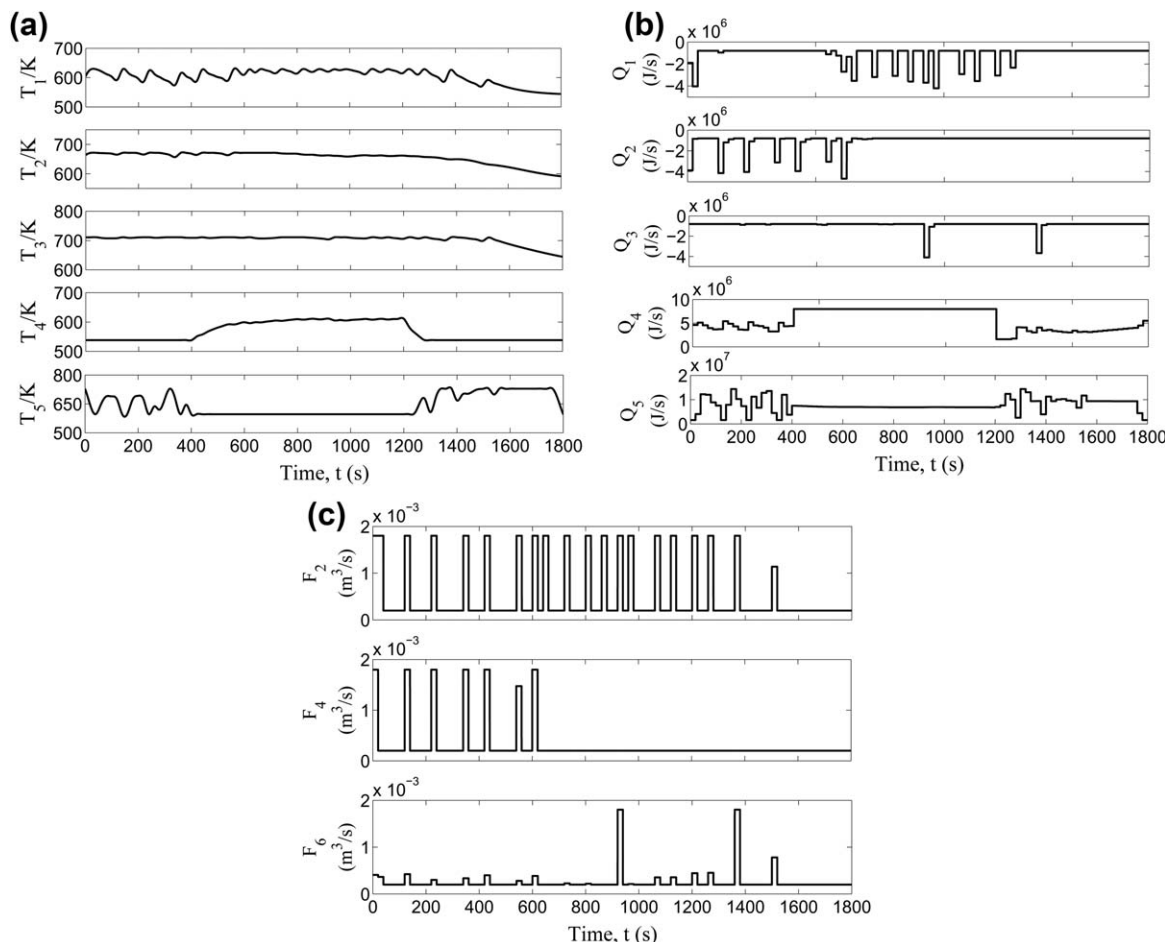 (a)
700
600
500
T1/K
700
600
T2/K
800
700
600
T3/K
700
600
500
T4/K
800
650
500
T5/K
0 200 400 600 800 1000 1200 1400 1600 1800
Time, t (s)
(b)
x 10^6
0
−2
−4
Q1
(J/s)
x 10^6
0
−2
−4
Q2
(J/s)
x 10^6
0
−2
−4
Q3
(J/s)
x 10^6
10
5
0
Q4
(J/s)
x 10^7
2
1
0
Q5
(J/s)
0 200 400 600 800 1000 1200 1400 1600 1800
Time, t (s)
(c)
x 10^−3
2
1
0
F2
(m^3/s)
x 10^−3
2
1
0
F4
(m^3/s)
x 10^−3
2
1
0
F6
(m^3/s)
0 200 400 600 800 1000 1200 1400 1600 1800
Time, t (s)